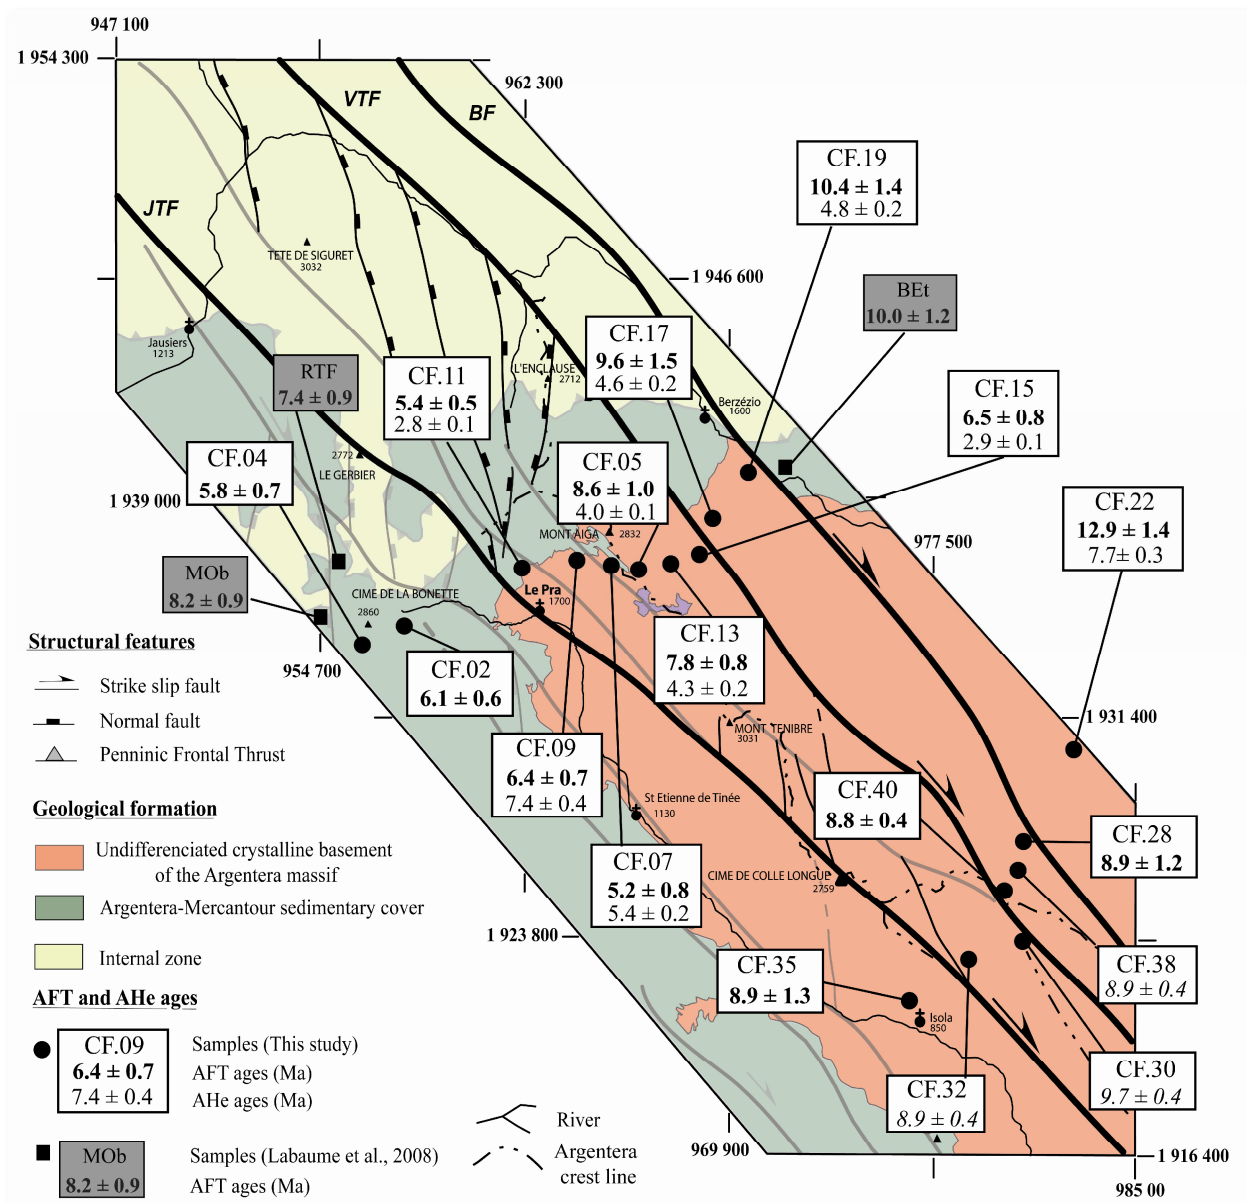 947 100
1 954 300
962 300
VTF
BF
CF.19
10.4 ± 1.4
4.8 ± 0.2
JTF
TETE DE SIGURET
3032
1 946 600
BEt
10.0 ± 1.2
Jausiers
1213
CF.17
9.6 ± 1.5
4.6 ± 0.2
RTF
7.4 ± 0.9
CF.11
5.4 ± 0.5
2.8 ± 0.1
L'ENCLAUSE
2712
Berzézio
1600
CF.15
6.5 ± 0.8
2.9 ± 0.1
CF.04
5.8 ± 0.7
2772
LE GERBIER
CF.05
8.6 ± 1.0
4.0 ± 0.1
1 939 000
CF.22
12.9 ± 1.4
7.7± 0.3
MONT AIGA
2832
977 500
MOb
8.2 ± 0.9
CIME DE LA BONETTE
2860
Le Pra
1700
954 700
CF.02
6.1 ± 0.6
CF.13
7.8 ± 0.8
4.3 ± 0.2
Structural features
Strike slip fault
Normal fault
Penninic Frontal Thrust
MONT TENIBRE
3031
1 931 400
CF.09
6.4 ± 0.7
7.4 ± 0.4
St Etienne de Tinée
1130
CF.40
8.8 ± 0.4
CF.28
8.9 ± 1.2
Geological formation
Undifferenciated crystalline basement
of the Argentera massif
Argentera-Mercantour sedimentary cover
Internal zone
CF.07
5.2 ± 0.8
5.4 ± 0.2
CIME DE COLLE LONGUE
2759
1 923 800
CF.35
8.9 ± 1.3
CF.38
8.9 ± 0.4
Isola
850
AFT and AHe ages
CF.09
6.4 ± 0.7
7.4 ± 0.4
Samples (This study)
AFT ages (Ma)
AHe ages (Ma)
CF.30
9.7 ± 0.4
CF.32
8.9 ± 0.4
River
Argentera
crest line
MOb
8.2 ± 0.9
Samples (Labaume et al., 2008)
AFT ages (Ma)
969 900
1 916 400
985 00